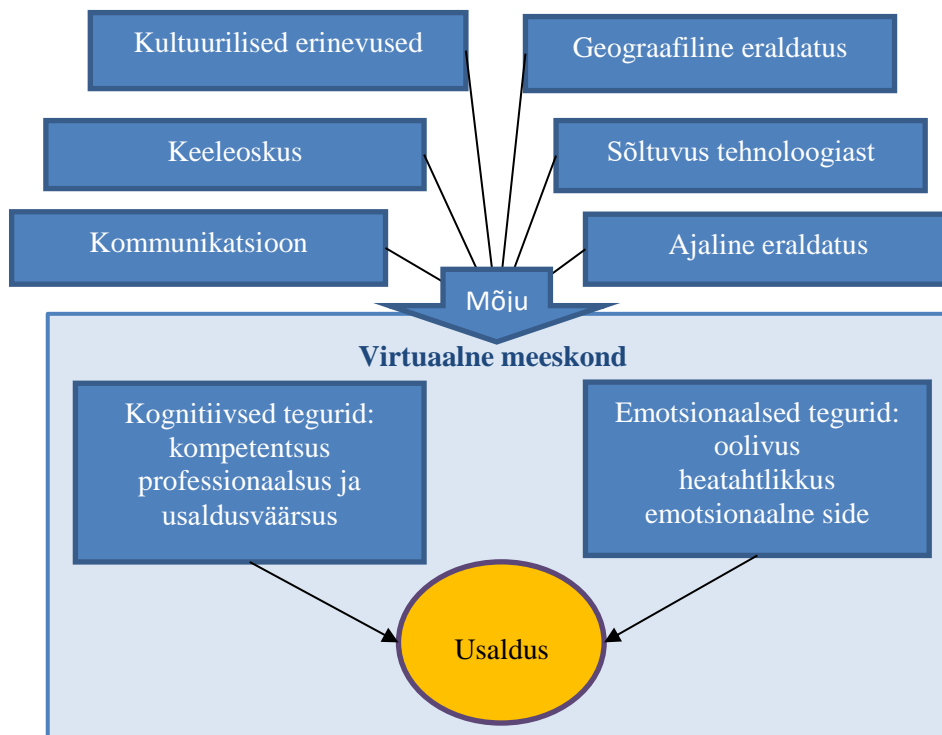 Kultuurilised erinevused
Geograafiline eraldatus
Keeleoskus
Sõltuvus tehnoloogiast
Kommunikatsioon
Ajaline eraldatus
Mõju
Virtuaalne meeskond
Kognitiivsed tegurid:
kompetentsus
professionaalsus ja
usaldusväärsus
Emotsionaalsed tegurid:
oolivus
heatahtlikkus
emotsionaalne side
Usaldus